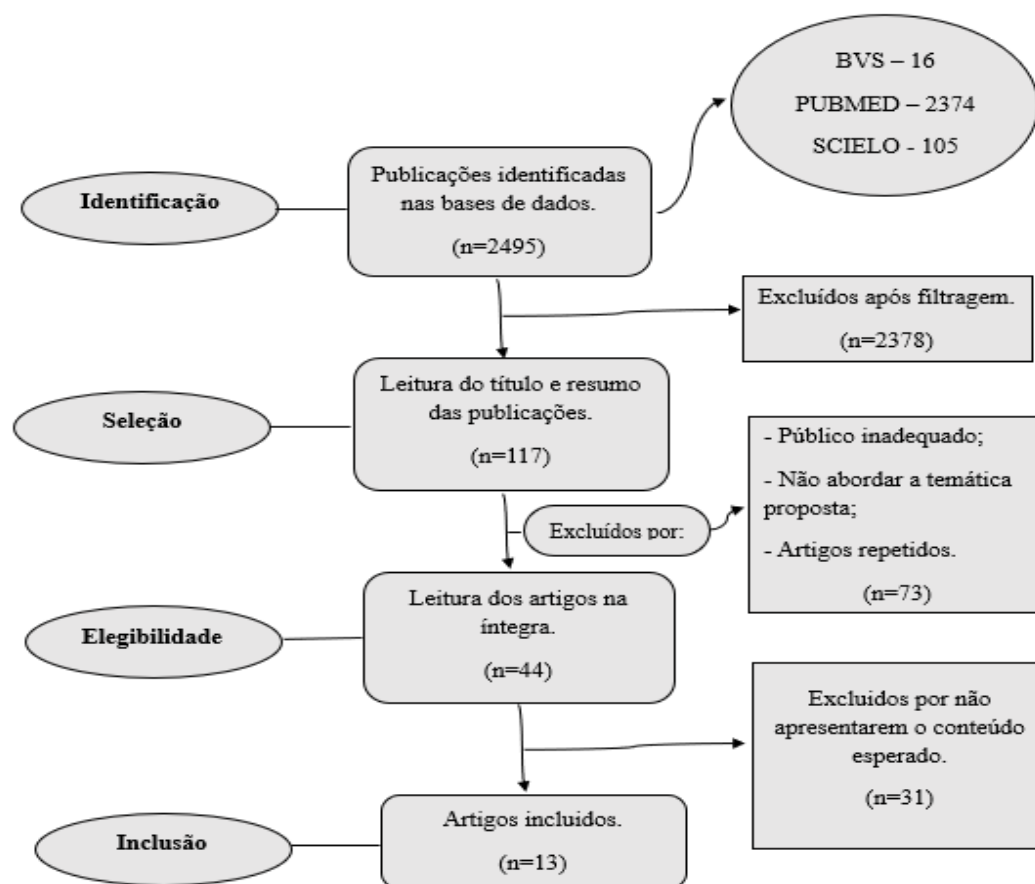 BVS – 16
PUBMED – 2374
SCIELO - 105
Identificação
Publicações identificadas
nas bases de dados.
(n=2495)
Excluídos após filtragem.
(n=2378)
Seleção
Leitura do título e resumo
das publicações.
(n=117)
Excluídos por:
- Público inadequado;
- Não abordar a temática
proposta;
- Artigos repetidos.
(n=73)
Elegibilidade
Leitura dos artigos na
íntegra.
(n=44)
Excluidos por não
apresentarem o conteúdo
esperado.
(n=31)
Inclusão
Artigos incluidos.
(n=13)